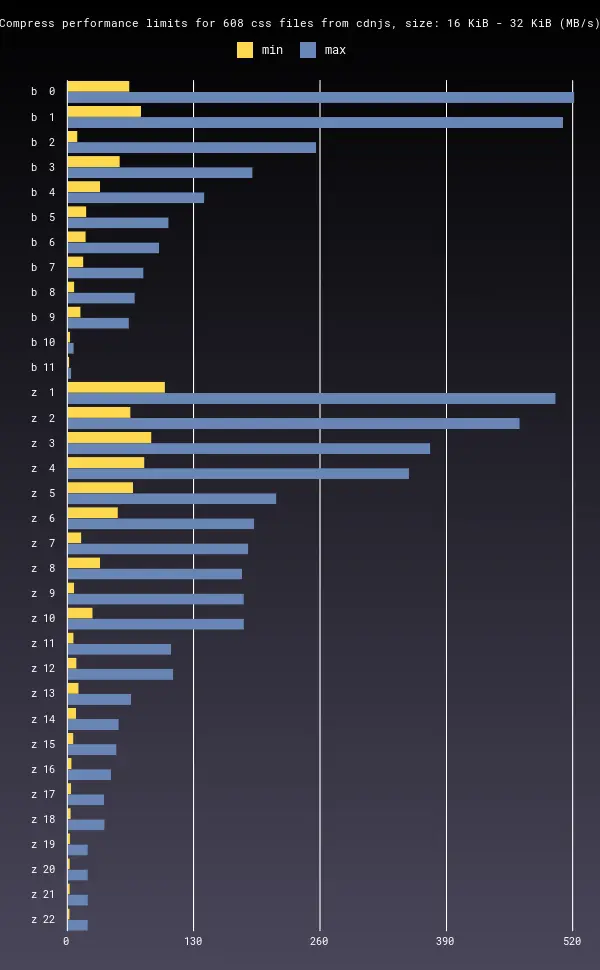 Compress performance limits for 608 css files from cdnjs, size: 16 KiB - 32 KiB (MB/s)
min max
b 0
b 1
b 2
b 3
b 4
b 5
b 6
b 7
b 8
b 9
b 10
b 11
z 1
z 2
z 3
z 4
z 5
z 6
z 7
z 8
z 9
z 10
z 11
z 12
z 13
z 14
z 15
z 16
z 17
z 18
z 19
z 20
z 21
z 22
0 130 260 390 520